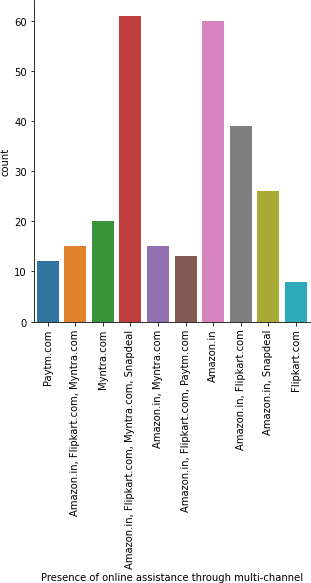 60
50
40
30
20
10
0
count
Paytm.com
Amazon.in, Flipkart.com, Myntra.com
Myntra.com
Amazon.in, Flipkart.com, Myntra.com, Snapdeal
Amazon.in, Myntra.com
Amazon.in, Flipkart.com, Paytm.com
Amazon.in
Amazon.in, Flipkart.com
Amazon.in, Snapdeal
Flipkart.com
Presence of online assistance through multi-channel